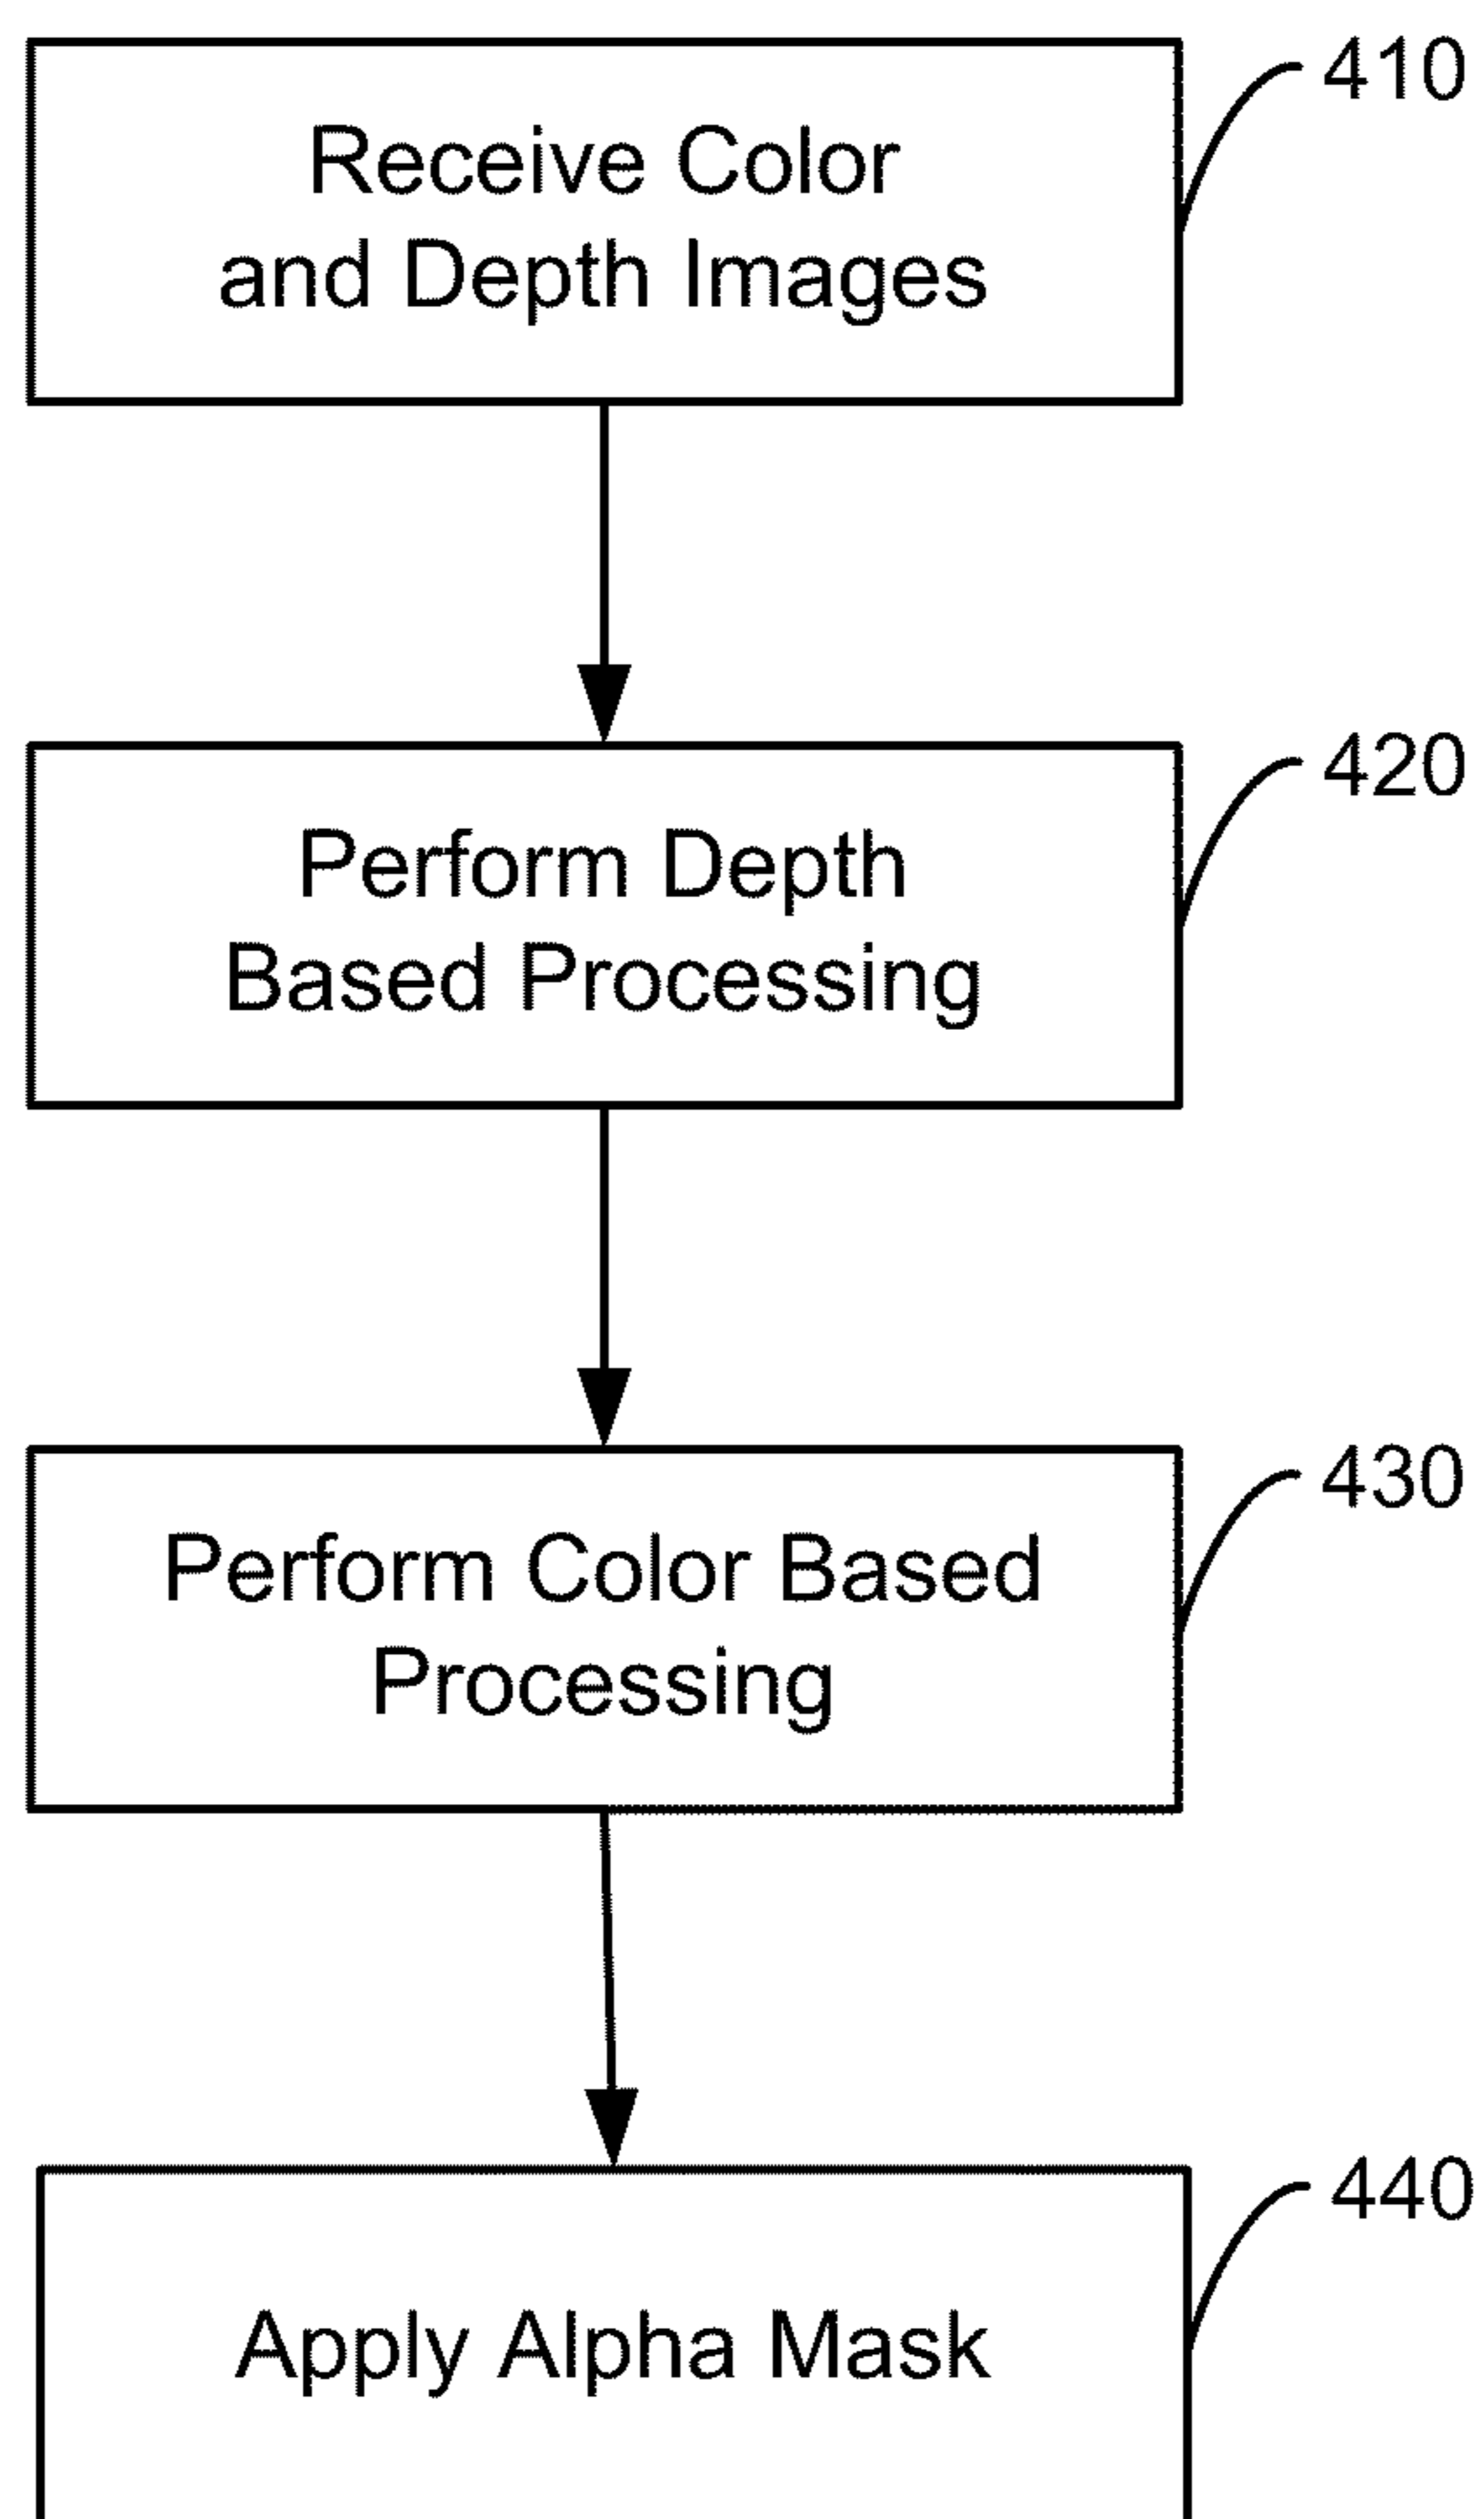 410
Receive Color
and Depth Images
420
Perform Depth
Based Processing
430
Perform Color Based
Processing
440
Apply Alpha Mask